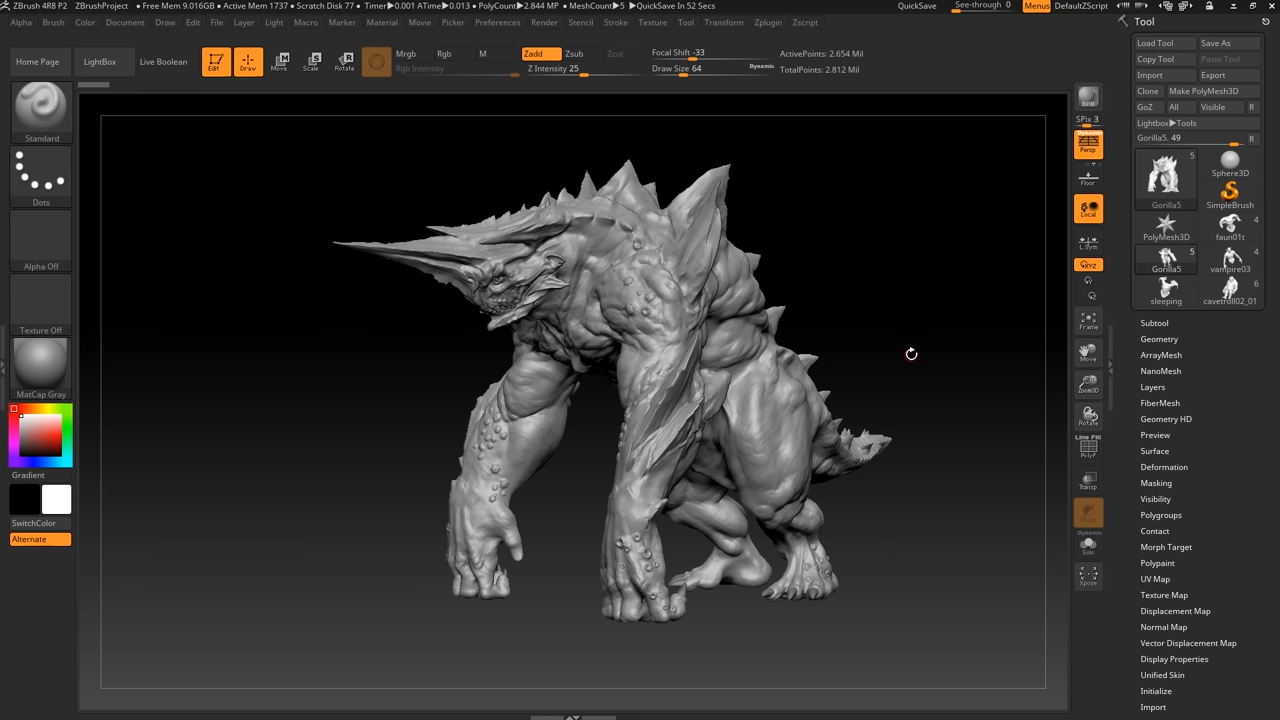 ZBrush 4R8 P2 ZBrushProject • Free Mem 9.016GB • Active Mem 1737 • Scratch Disk 77 • Timer▶0.001 ATime▶0.013 • PolyCount▶2.844 MP • MeshCount▶5 • QuickSave In 52 Secs QuickSave See-through 0 Menus DefaultZScript
Alpha Brush Color Document Draw Edit File Layer Light Macro Marker Material Movie Picker Preferences Render Stencil Stroke Texture Tool Transform Zplugin Zscript
Home Page LightBox Live Boolean Edit Draw Move Scale Rotate
Mrgb Rgb M Zadd Zsub Zcut
Rgb Intensity Z Intensity 25
Focal Shift -33
Draw Size 64 Dynamic
ActivePoints: 2.654 Mil
TotalPoints: 2.812 Mil
Standard
Dots
Alpha Off
Texture Off
MatCap Gray
Gradient
SwitchColor
Alternate
BPR
SPix 3
Dynamic
Persp
Floor
Local
L.Sym
XYZ
Frame
Move
Zoom3D
Rotate
Line Fill
PolyF
Transp
Dynamic
Solo
Xpose
Tool
Load Tool Save As
Copy Tool Paste Tool
Import Export
Clone Make PolyMesh3D
GoZ All Visible R
Lightbox▶Tools
Gorilla5. 49 R
5
Gorilla5 Sphere3D
SimpleBrush
PolyMesh3D 4 faun01t
5 Gorilla5 4 vampire03
sleeping 6 cavetroll02_01
Subtool
Geometry
ArrayMesh
NanoMesh
Layers
FiberMesh
Geometry HD
Preview
Surface
Deformation
Masking
Visibility
Polygroups
Contact
Morph Target
Polypaint
UV Map
Texture Map
Displacement Map
Normal Map
Vector Displacement Map
Display Properties
Unified Skin
Initialize
Import